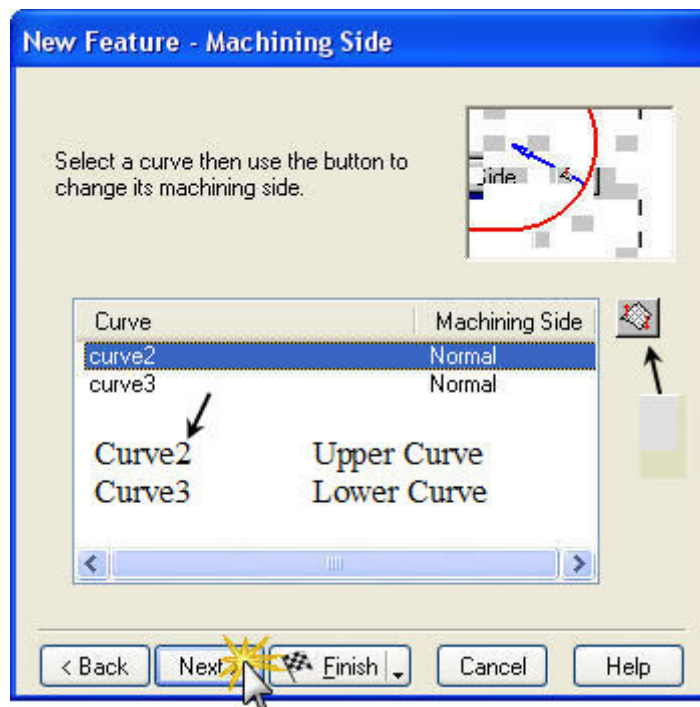 New Feature - Machining Side
Select a curve then use the button to
change its machining side.
Side
Curve Machining Side
curve2 Normal
curve3 Normal
Curve2 Upper Curve
Curve3 Lower Curve
< Back Next Finish Cancel Help